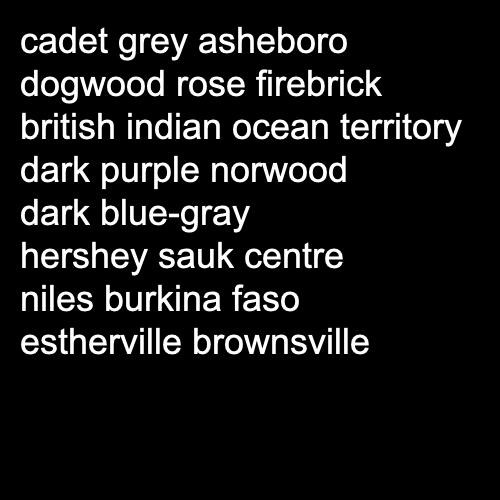 cadet grey asheboro
dogwood rose firebrick
british indian ocean territory
dark purple norwood
dark blue-gray
hershey sauk centre
niles burkina faso
estherville brownsville